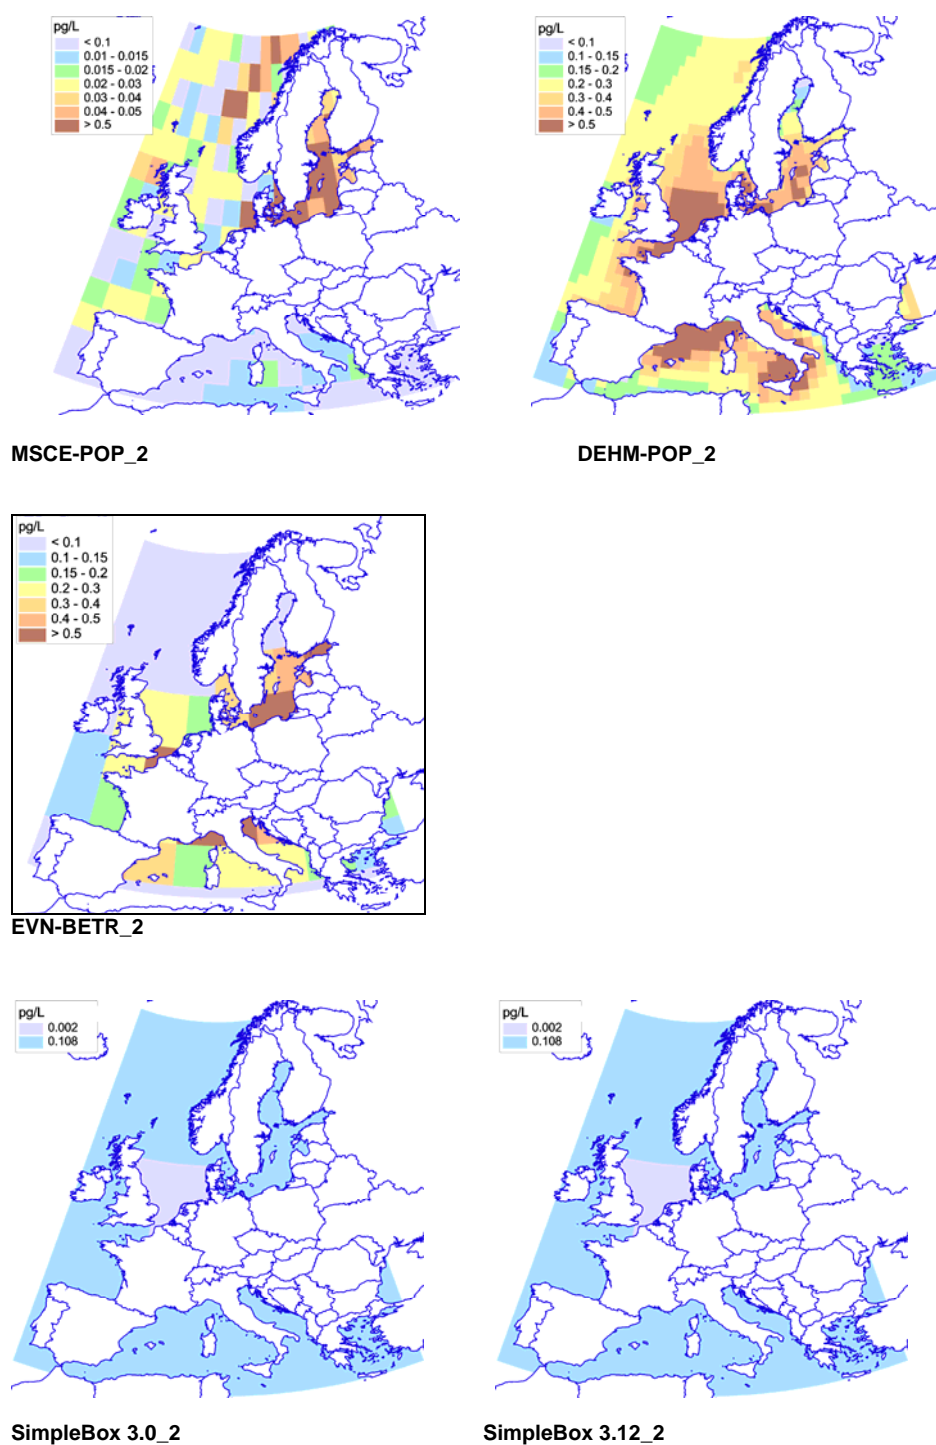 pg/L
< 0.1
0.01 - 0.015
0.015 - 0.02
0.02 - 0.03
0.03 - 0.04
0.04 - 0.05
> 0.5
pg/L
< 0.1
0.1 - 0.15
0.15 - 0.2
0.2 - 0.3
0.3 - 0.4
0.4 - 0.5
> 0.5
MSCE-POP_2
DEHM-POP_2
pg/L
< 0.1
0.1 - 0.15
0.15 - 0.2
0.2 - 0.3
0.3 - 0.4
0.4 - 0.5
> 0.5
EVN-BETR_2
pg/L
0.002
0.108
pg/L
0.002
0.108
SimpleBox 3.0_2
SimpleBox 3.12_2